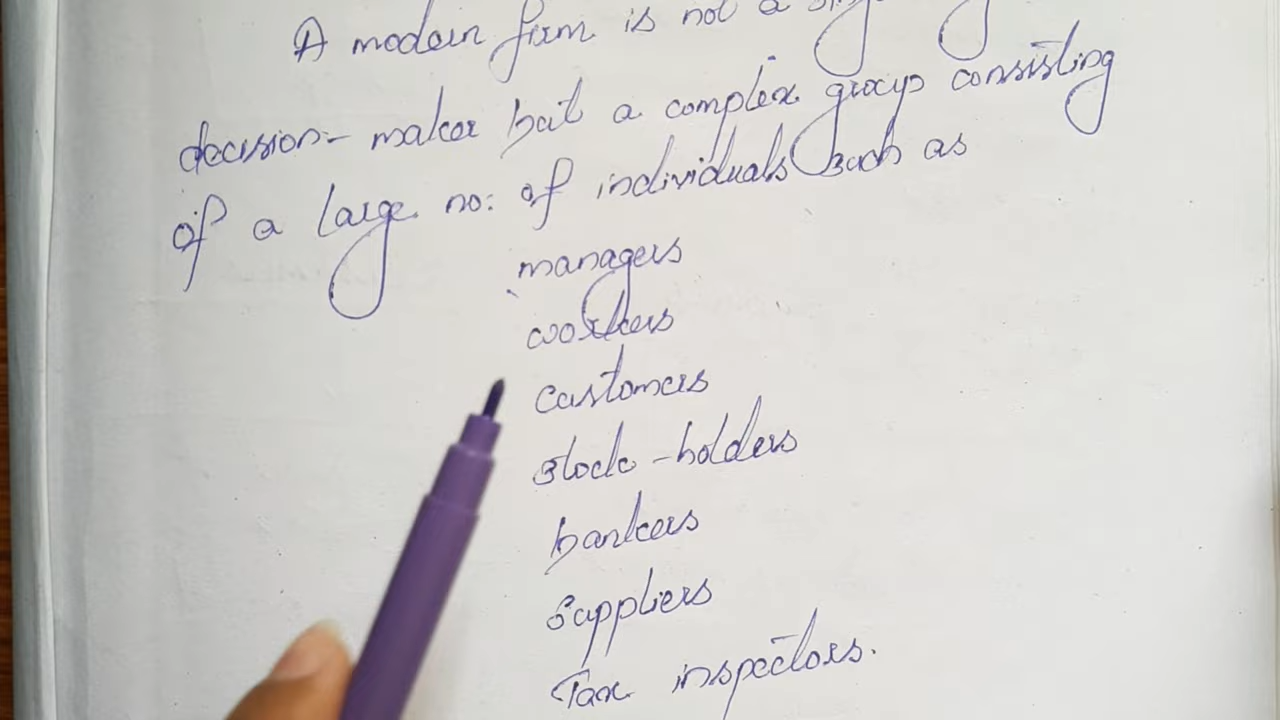 A modern firm is not a single
decision-maker but a complex group consisting
of a large no: of individuals such as
managers
workers
customers
stock-holders
bankers
suppliers
Tax inspectors.